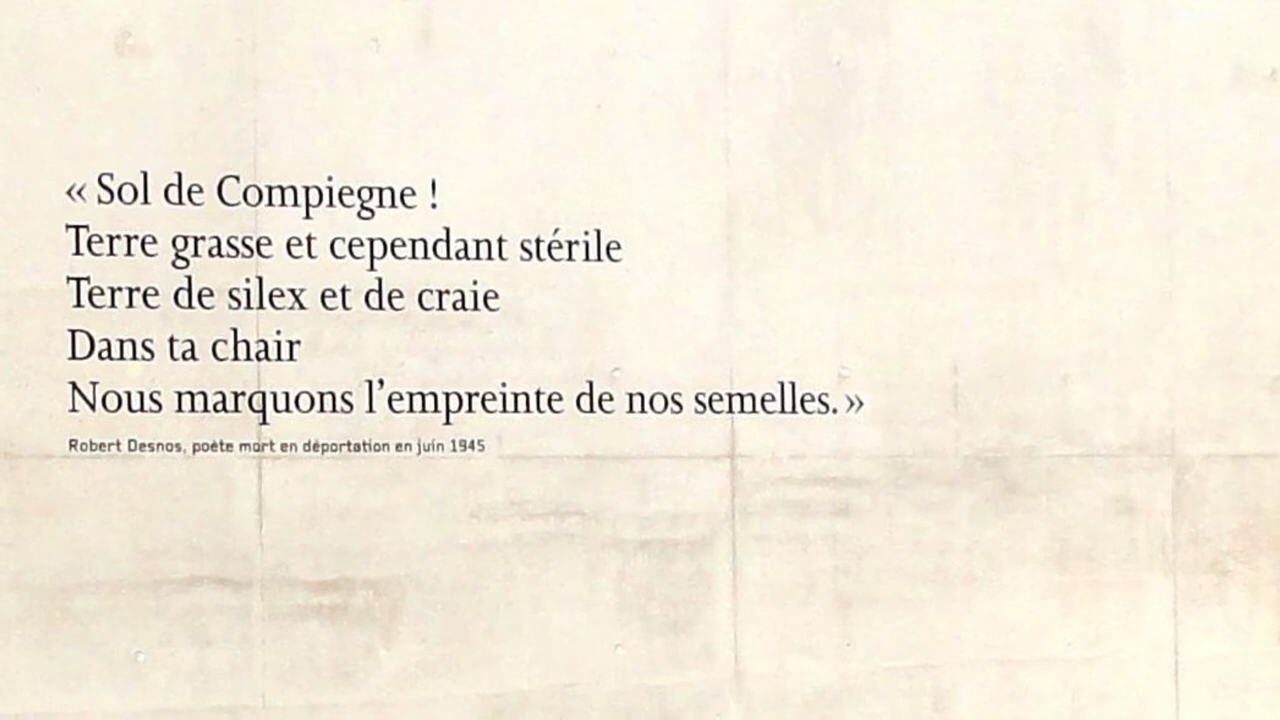 « Sol de Compiegne !
Terre grasse et cependant stérile
Terre de silex et de craie
Dans ta chair
Nous marquons l’empreinte de nos semelles. »
Robert Desnos, poète mort en déportation en juin 1945